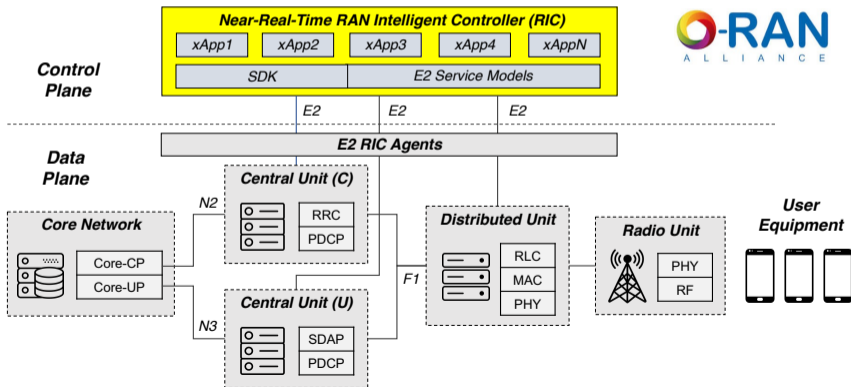 Near-Real-Time RAN Intelligent Controller (RIC)
xApp1
xApp2
xApp3
xApp4
xAppN
SDK
E2 Service Models
O-RAN
ALLIANCE
Control
Plane
E2
E2
E2
E2 RIC Agents
Data
Plane
Central Unit (C)
RRC
PDCP
N2
Core Network
Core-CP
Core-UP
N3
Central Unit (U)
SDAP
PDCP
F1
Distributed Unit
RLC
MAC
PHY
Radio Unit
PHY
RF
User
Equipment